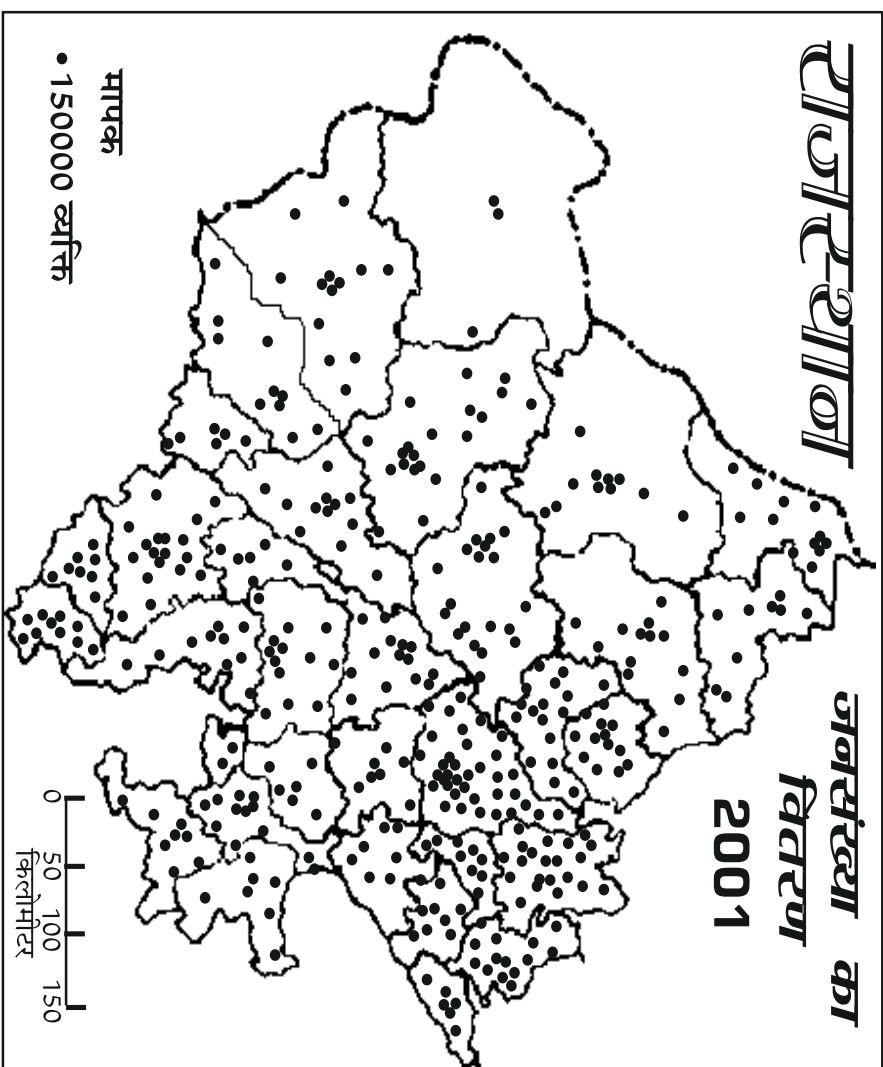 राजस्थान
जनसंख्या का
वितरण
2001
मापक
• 150000 व्यक्ति
0 50 100 150
किलोमीटर